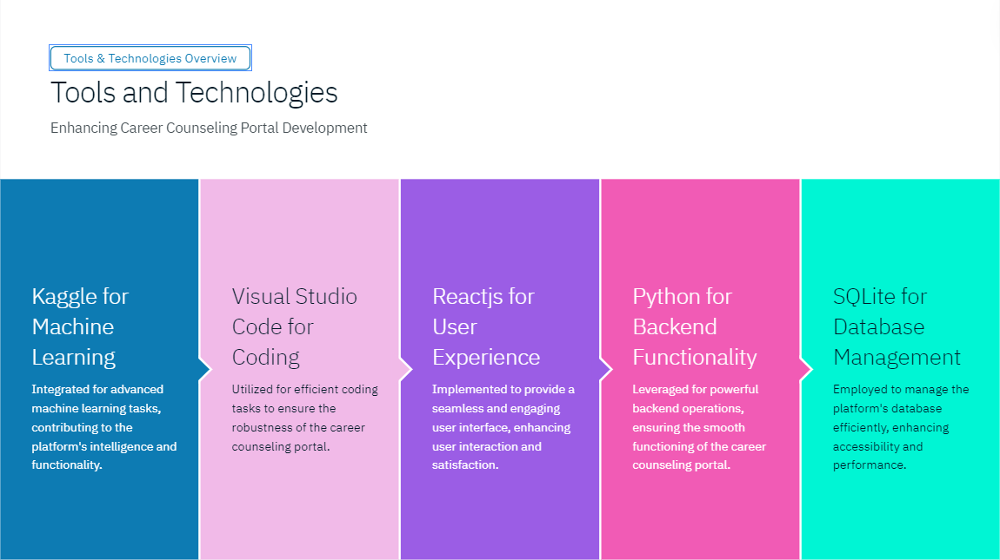 Tools & Technologies Overview
Tools and Technologies
Enhancing Career Counseling Portal Development
Kaggle for
Machine
Learning
Integrated for advanced
machine learning tasks,
contributing to the
platform's intelligence and
functionality.
Visual Studio
Code for
Coding
Utilized for efficient coding
tasks to ensure the
robustness of the career
counseling portal.
Reactjs for
User
Experience
Implemented to provide a
seamless and engaging
user interface, enhancing
user interaction and
satisfaction.
Python for
Backend
Functionality
Leveraged for powerful
backend operations,
ensuring the smooth
functioning of the career
counseling portal.
SQLite for
Database
Management
Employed to manage the
platform's database
efficiently, enhancing
accessibility and
performance.